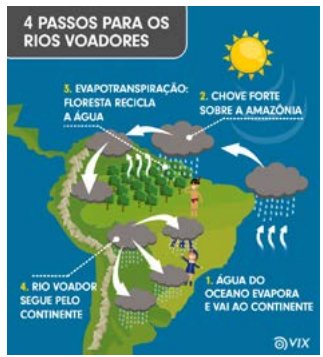 4 PASSOS PARA OS
RIOS VOADORES
3. EVAPOTRANSPIRAÇÃO:
FLORESTA RECICLA
A ÁGUA
2. CHOVE FORTE
SOBRE A AMAZÔNIA
4. RIO VOADOR
SEGUE PELO
CONTINENTE
1. ÁGUA DO
OCEANO EVAPORA
E VAI AO CONTINENTE
VIX